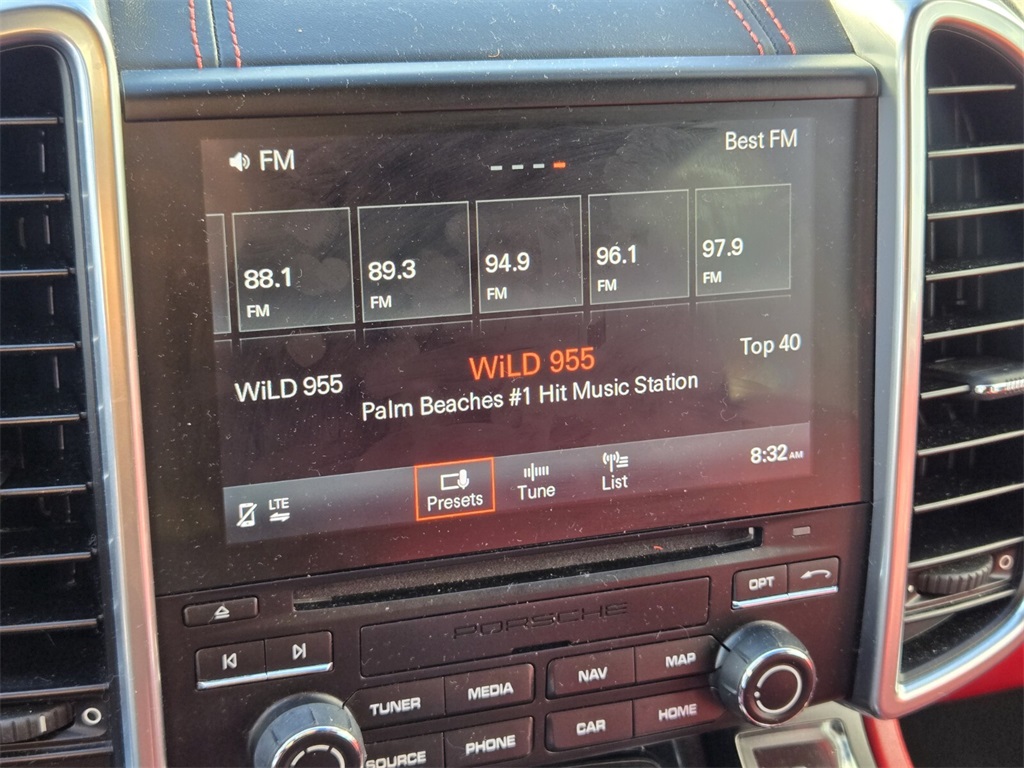 FM
Best FM
88.1
FM
89.3
FM
94.9
FM
96.1
FM
97.9
FM
WiLD 955
WiLD 955
Top 40
Palm Beaches #1 Hit Music Station
LTE
Presets
Tune
List
8:32 AM
OPT
PORSCHE
TUNER
MEDIA
NAV
MAP
SOURCE
PHONE
CAR
HOME